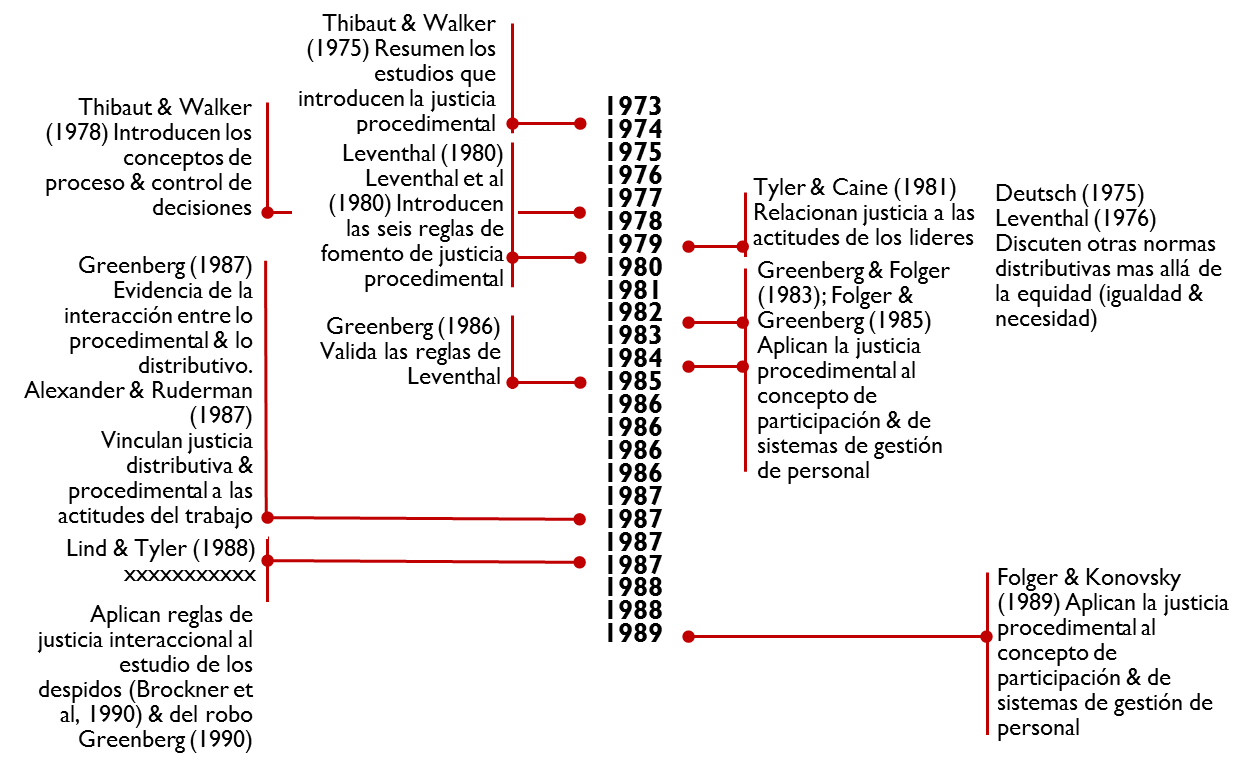 Thibaut & Walker
(1975) Resumen los
estudios que
introducen la justicia
procedimental
Thibaut & Walker
(1978) Introducen los
conceptos de
proceso & control de
decisiones
Leventhal (1980)
Leventhal et al
(1980) Introducen
las seis reglas de
fomento de justicia
procedimental
Greenberg (1987)
Evidencia de la
interacción entre lo
procedimental & lo
distributivo.
Alexander & Ruderman
(1987)
Vinculan justicia
distributiva &
procedimental a las
actitudes del trabajo
Greenberg (1986)
Valida las reglas de
Leventhal
Lind & Tyler (1988)
xxxxxxxxxxx
Aplican reglas de
justicia interaccional al
estudio de los
despidos (Brockner et
al, 1990) & del robo
Greenberg (1990)
1973
1974
1975
1976
1977
1978
1979
1980
1981
1982
1983
1984
1985
1986
1986
1986
1986
1987
1987
1987
1987
1988
1988
1989
Tyler & Caine (1981)
Relacionan justicia a las
actitudes de los lideres
Greenberg & Folger
(1983); Folger &
Greenberg (1985)
Aplican la justicia
procedimental al
concepto de
participación & de
sistemas de gestión
de personal
Deutsch (1975)
Leventhal (1976)
Discuten otras normas
distributivas mas allá de
la equidad (igualdad &
necesidad)
Folger & Konovsky
(1989) Aplican la justicia
procedimental al
concepto de
participación & de
sistemas de gestión de
personal